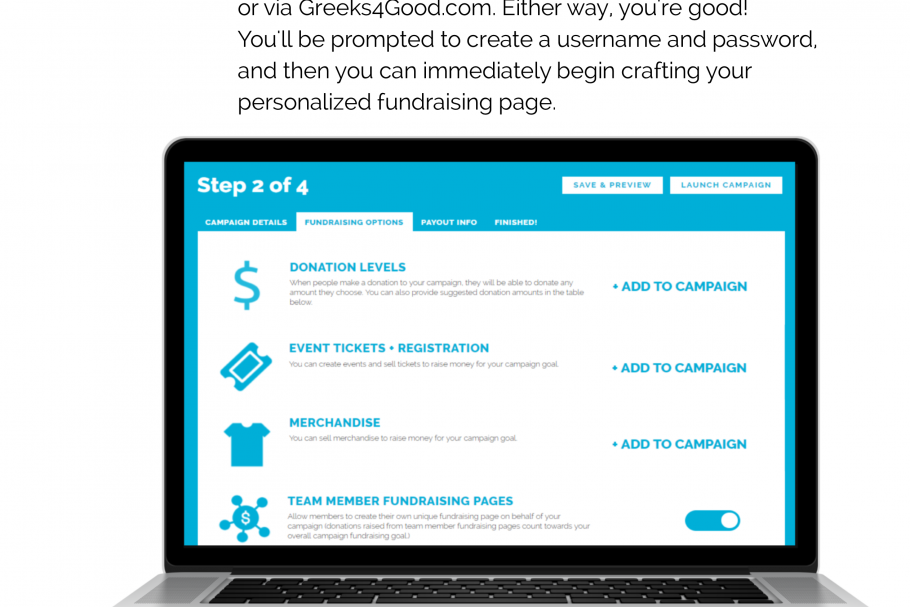 or via Greeks4Good.com. Either way, you're good!
You'll be prompted to create a username and password,
and then you can immediately begin crafting your
personalized fundraising page.
Step 2 of 4
SAVE & PREVIEW
LAUNCH CAMPAIGN
CAMPAIGN DETAILS
FUNDRAISING OPTIONS
PAYOUT INFO
FINISHED!
DONATION LEVELS
When people make a donation to your campaign, they will be able to donate any
amount they choose. You can also provide suggested donation amounts in the table
below.
+ ADD TO CAMPAIGN
EVENT TICKETS + REGISTRATION
You can create events and sell tickets to raise money for your campaign goal.
+ ADD TO CAMPAIGN
MERCHANDISE
You can sell merchandise to raise money for your campaign goal.
+ ADD TO CAMPAIGN
TEAM MEMBER FUNDRAISING PAGES
Allow members to create their own unique fundraising page on behalf of your
campaign (donations raised from team member fundraising pages count towards your
overall campaign fundraising goal.)